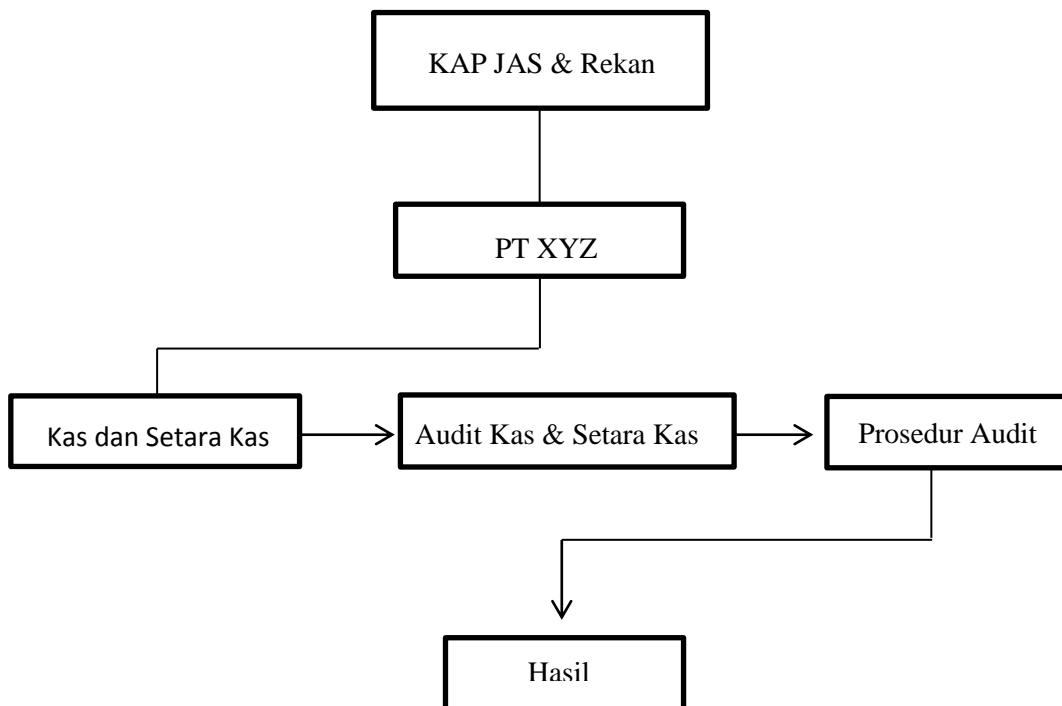 KAP JAS & Rekan
PT XYZ
Kas dan Setara Kas
Audit Kas & Setara Kas
Prosedur Audit
Hasil